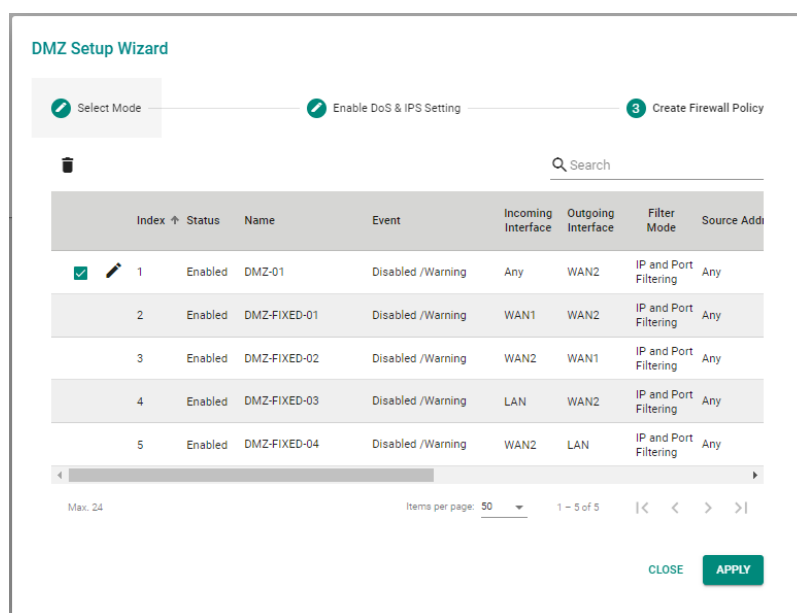 DMZ Setup Wizard
Select Mode
Enable DoS & IPS Setting
3 Create Firewall Policy
Search
Index Status Name Event Incoming Interface Outgoing Interface Filter Mode Source Addr
1 Enabled DMZ-01 Disabled /Warning Any WAN2 IP and Port Filtering Any
2 Enabled DMZ-FIXED-01 Disabled /Warning WAN1 WAN2 IP and Port Filtering Any
3 Enabled DMZ-FIXED-02 Disabled /Warning WAN2 WAN1 IP and Port Filtering Any
4 Enabled DMZ-FIXED-03 Disabled /Warning LAN WAN2 IP and Port Filtering Any
5 Enabled DMZ-FIXED-04 Disabled /Warning WAN2 LAN IP and Port Filtering Any
Max. 24 Items per page: 50 1 – 5 of 5
CLOSE APPLY